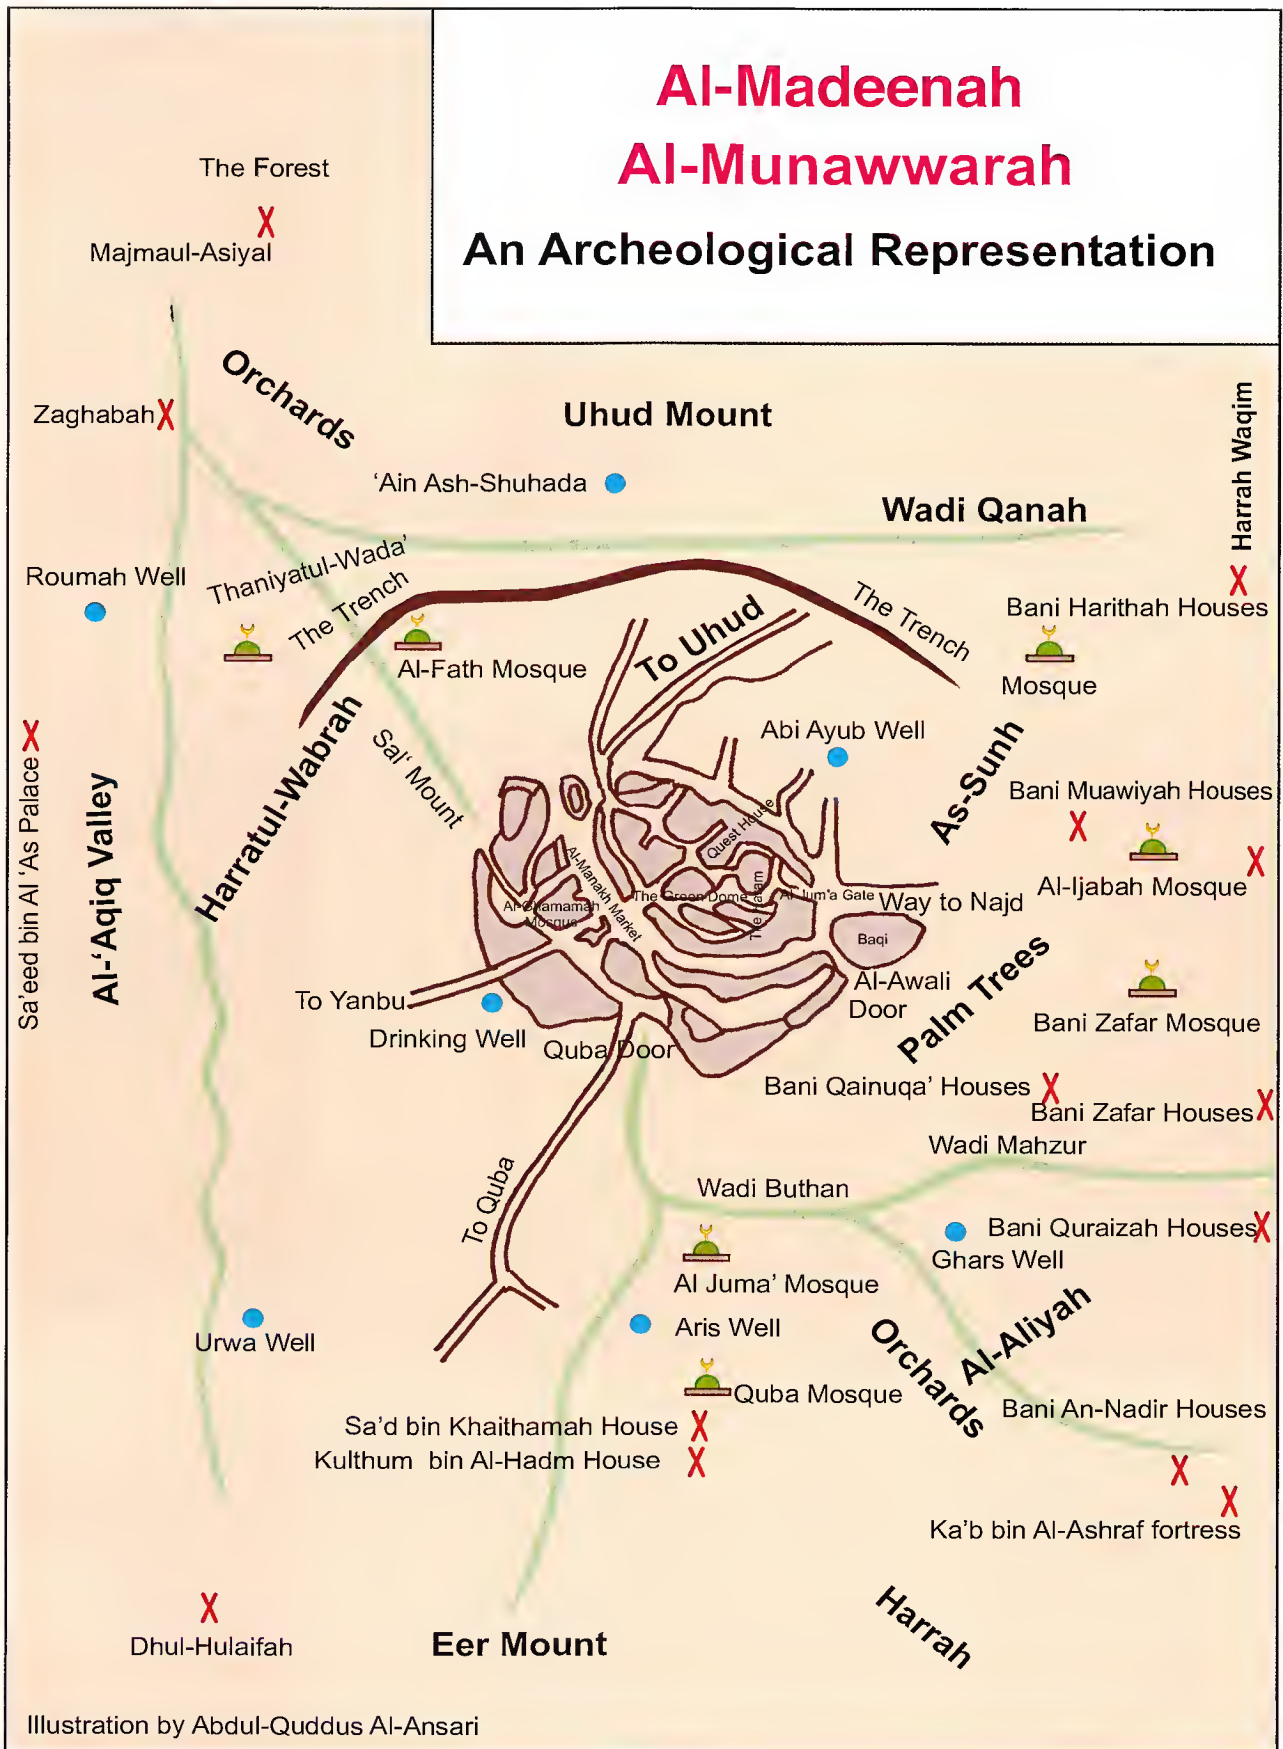 Al-Madeenah
Al-Munawwarah
An Archeological Representation
The Forest
Majmaul-Asiyal
Orchards
Zaghabah
Uhud Mount
Harrah Waqim
‘Ain Ash-Shuhada
Wadi Qanah
Thaniyatul-Wada’
Roumah Well
The Trench
The Trench
Bani Harithah Houses
To Uhud
Al-Fath Mosque
Mosque
Harratul-Wabrah
Sal‘ Mount
Abi Ayub Well
As-Sunh
Sa’eed bin Al ‘As Palace
Al-‘Aqiq Valley
Bani Muawiyah Houses
Quest House
Al-Manakh Market
Al-Ijabah Mosque
The Green Dome
The Haram
Al Jum'a Gate
Way to Najd
Al-Ghamamah
Mosque
Baqi
Palm Trees
Al-Awali
Door
To Yanbu
Bani Zafar Mosque
Drinking Well
Quba Door
Bani Qainuqa’ Houses
Bani Zafar Houses
Wadi Mahzur
To Quba
Wadi Buthan
Bani Quraizah Houses
Ghars Well
Al Juma’ Mosque
Al-Aliyah
Urwa Well
Aris Well
Orchards
Quba Mosque
Bani An-Nadir Houses
Sa’d bin Khaithamah House
Kulthum bin Al-Hadm House
Ka’b bin Al-Ashraf fortress
Harrah
Dhul-Hulaifah
Eer Mount
Illustration by Abdul-Quddus Al-Ansari